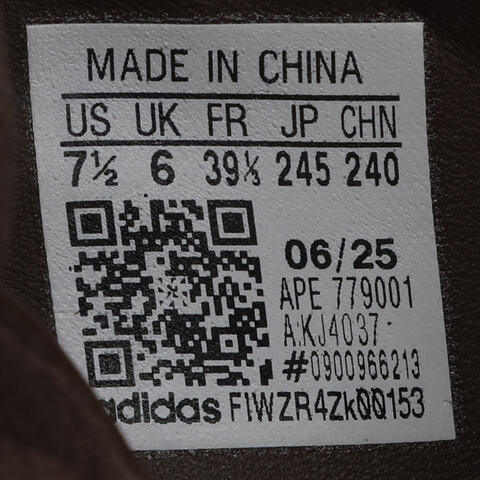 MADE IN CHINA
US UK FR JP CHN
7½ 6 39⅓ 245 240
06/25
APE 779001
A:KJ4037
#0900966213
adidas FIWZR4Zk00153